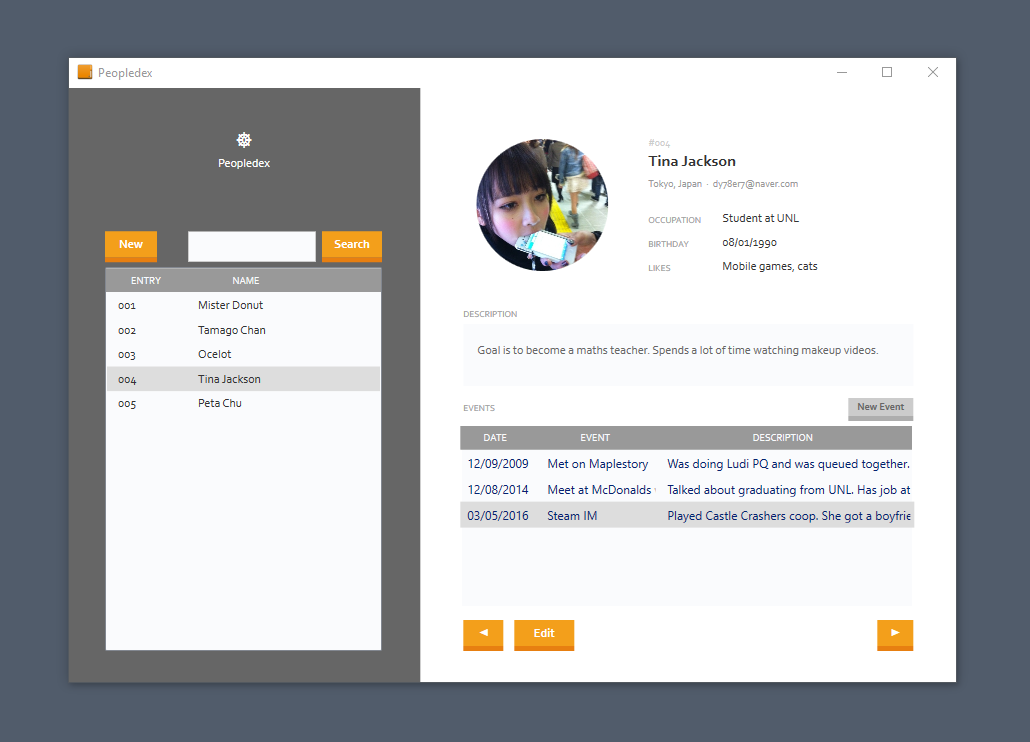 Peopledex
Peopledex
New
Search
ENTRY NAME
001 Mister Donut
002 Tamago Chan
003 Ocelot
004 Tina Jackson
005 Peta Chu
#004
Tina Jackson
Tokyo, Japan · dy78er7@naver.com
OCCUPATION Student at UNL
BIRTHDAY 08/01/1990
LIKES Mobile games, cats
DESCRIPTION
Goal is to become a maths teacher. Spends a lot of time watching makeup videos.
EVENTS
New Event
DATE EVENT DESCRIPTION
12/09/2009 Met on Maplestory Was doing Ludi PQ and was queued together.
12/08/2014 Meet at McDonalds Talked about graduating from UNL. Has job at
03/05/2016 Steam IM Played Castle Crashers coop. She got a boyfrie
◄
Edit
►